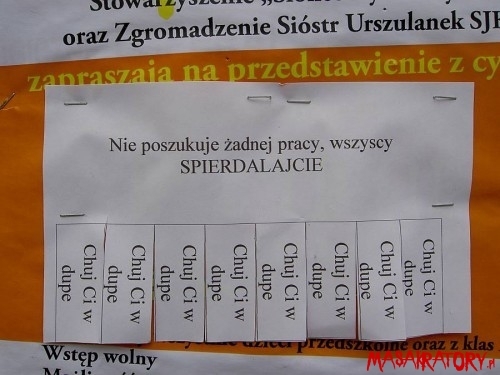 Stowarzyszenie
oraz Zgromadzenie Sióstr Urszulanek SJK
zapraszają na przedstawienie z cy
Nie poszukuje żadnej pracy, wszyscy
SPIERDALAJCIE
Chuj Ci w
dupe
Chuj Ci w
dupe
Chuj Ci w
dupe
Chuj Ci w
dupe
Chuj Ci w
dupe
Chuj Ci w
dupe
Chuj Ci w
dupe
Chuj Ci w
dupe
dzieci przedszkolne oraz z klas
Wstęp wolny
MASAKRATORY.pl